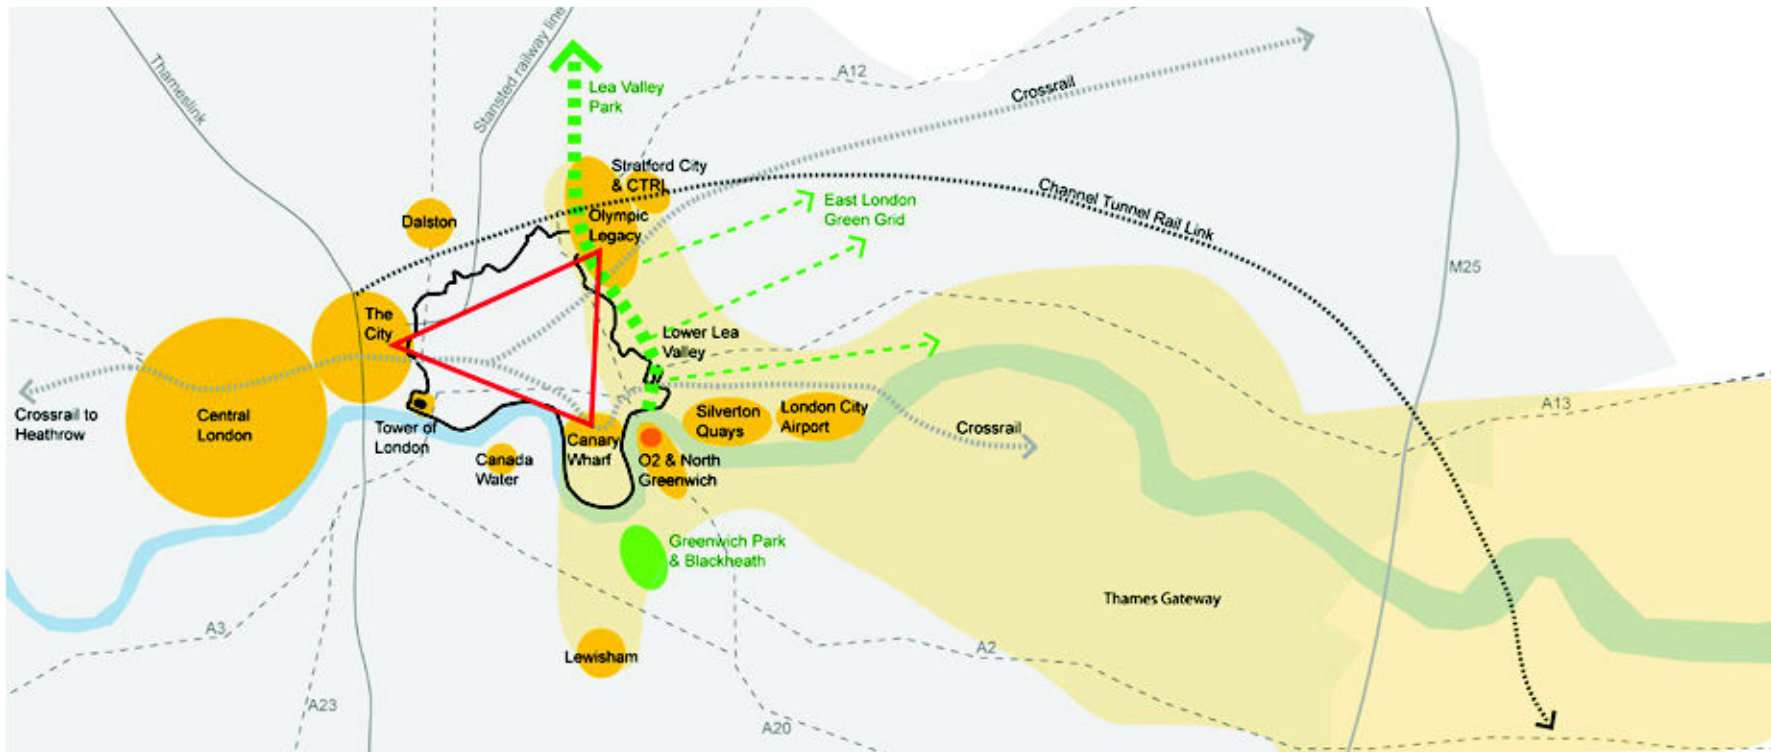 Thameslink
Stansted railway line
Lea Valley
Park
A12
Crossrail
Stratford City
& CTRL
Channel Tunnel Rail Link
Dalston
Olympic
Legacy
East London
Green Grid
M25
The
City
Lower Lea
Valley
Crossrail to
Heathrow
Central
London
Tower of
London
Canary
Wharf
Silverton
Quays
London City
Airport
Crossrail
A13
Canada
Water
O2 & North
Greenwich
Greenwich Park
& Blackheath
Thames Gateway
A3
Lewisham
A2
A23
A20